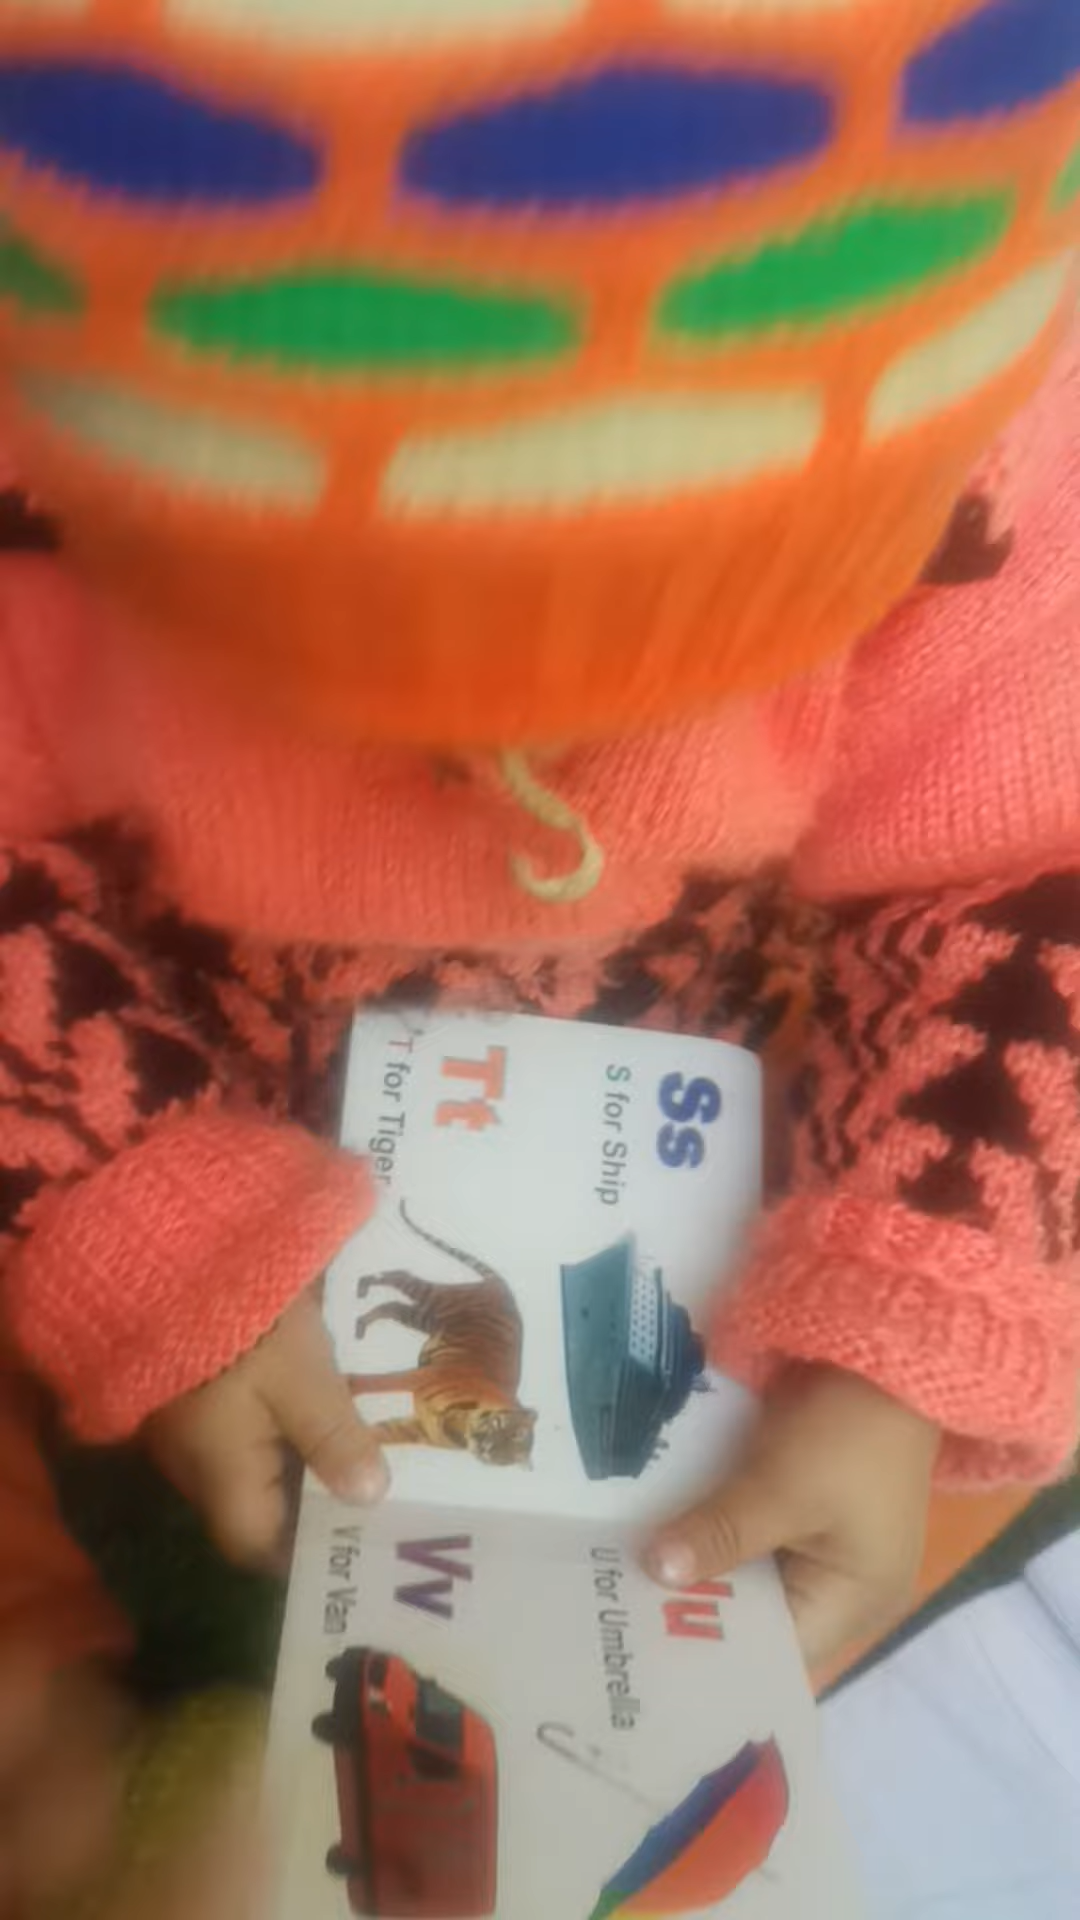 Ss
S for Ship
Tt
T for Tiger
Uu
U for Umbrella
Vv
V for Van